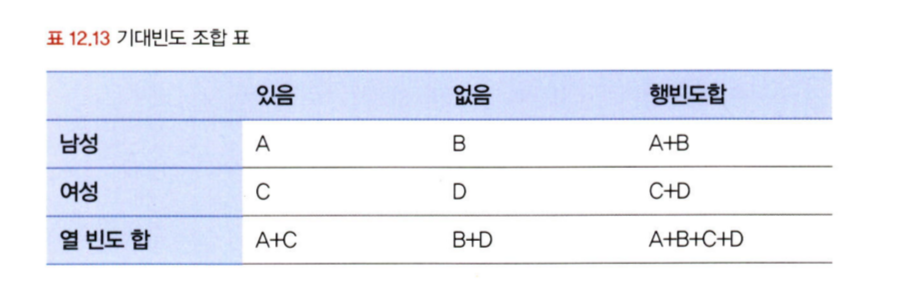 표 12.13 기대빈도 조합 표
있음 없음 행빈도합
남성 A B A+B
여성 C D C+D
열 빈도 합 A+C B+D A+B+C+D